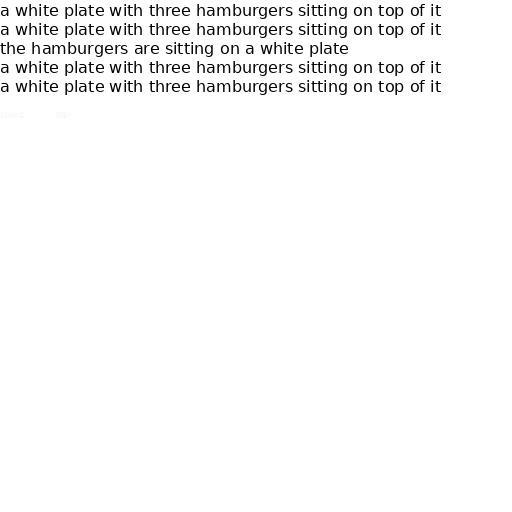 a white plate with three hamburgers sitting on top of it
a white plate with three hamburgers sitting on top of it
the hamburgers are sitting on a white plate
a white plate with three hamburgers sitting on top of it
a white plate with three hamburgers sitting on top of it